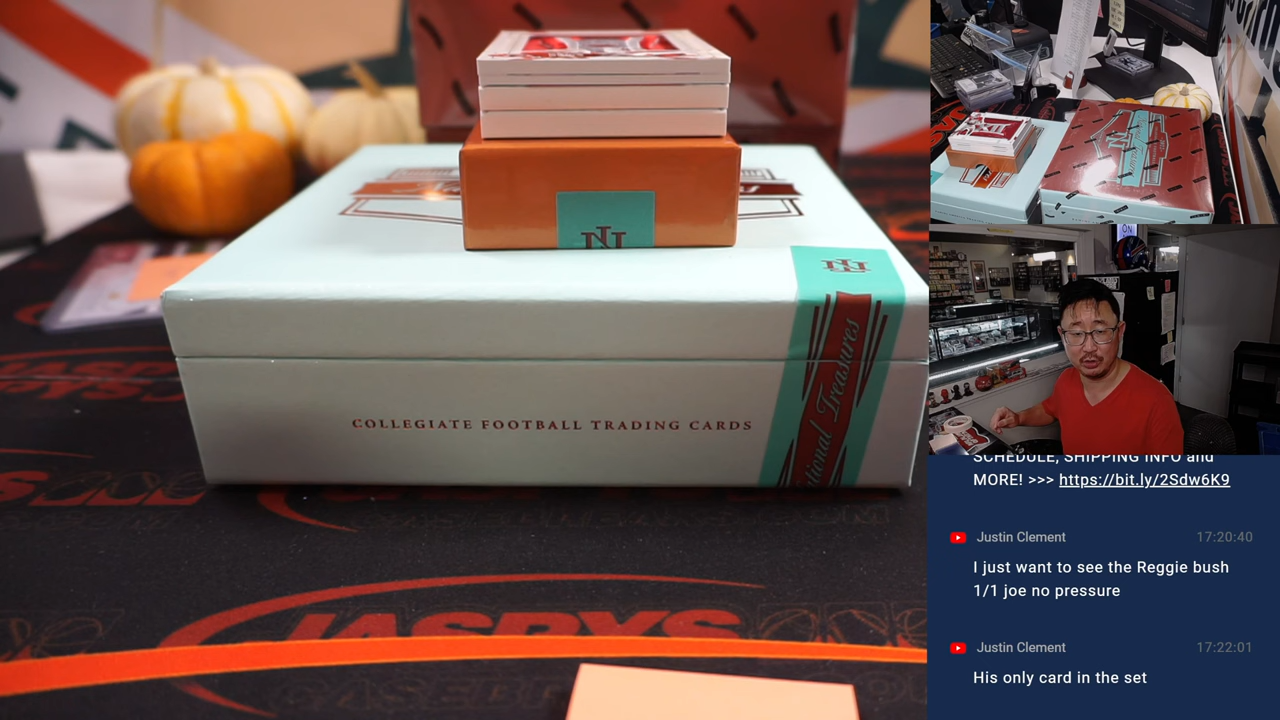 COLLEGIATE FOOTBALL TRADING CARDS
JASPYS
ON
SCHEDULE, SHIPPING INFO and
MORE! >>> https://bit.ly/2Sdw6K9
Justin Clement 17:20:40
I just want to see the Reggie bush
1/1 joe no pressure
Justin Clement 17:22:01
His only card in the set